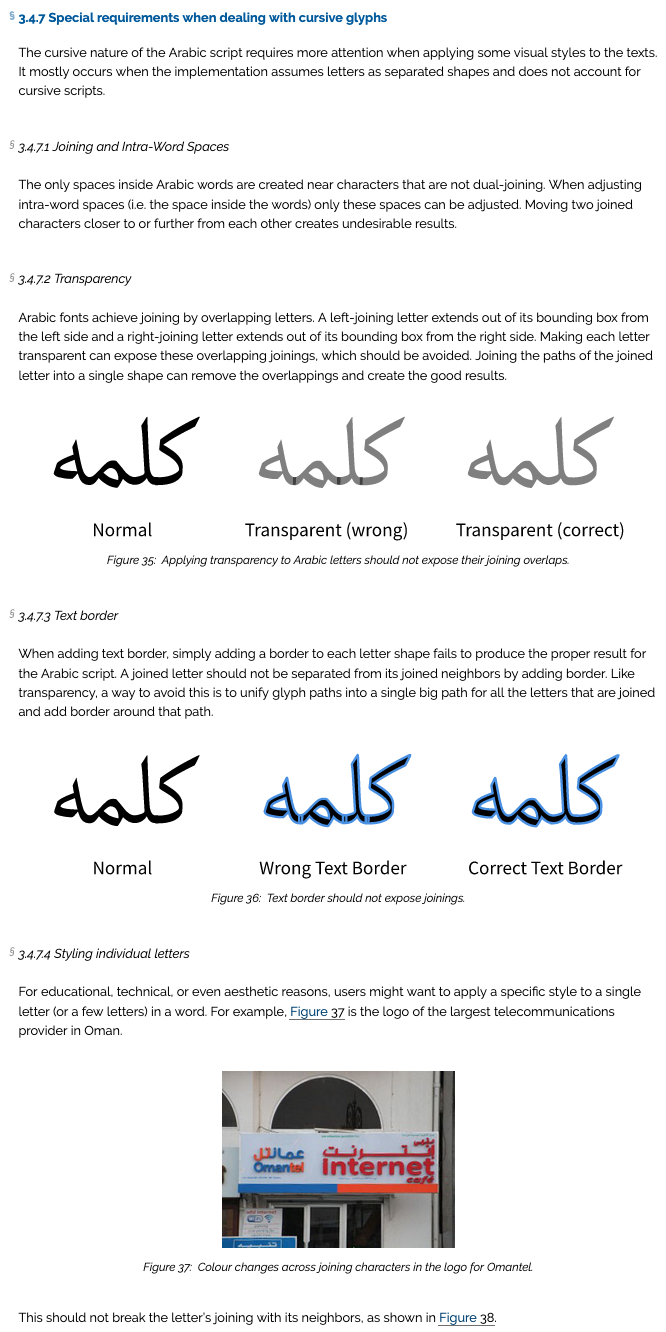 § 3.4.7 Special requirements when dealing with cursive glyphs
The cursive nature of the Arabic script requires more attention when applying some visual styles to the texts.
It mostly occurs when the implementation assumes letters as separated shapes and does not account for
cursive scripts.
§ 3.4.7.1 Joining and Intra-Word Spaces
The only spaces inside Arabic words are created near characters that are not dual-joining. When adjusting
intra-word spaces (i.e. the space inside the words) only these spaces can be adjusted. Moving two joined
characters closer to or further from each other creates undesirable results.
§ 3.4.7.2 Transparency
Arabic fonts achieve joining by overlapping letters. A left-joining letter extends out of its bounding box from
the left side and a right-joining letter extends out of its bounding box from the right side. Making each letter
transparent can expose these overlapping joinings, which should be avoided. Joining the paths of the joined
letter into a single shape can remove the overlappings and create the good results.
كلمه كلمه كلمه
Normal Transparent (wrong) Transparent (correct)
Figure 35: Applying transparency to Arabic letters should not expose their joining overlaps.
§ 3.4.7.3 Text border
When adding text border, simply adding a border to each letter shape fails to produce the proper result for
the Arabic script. A joined letter should not be separated from its joined neighbors by adding border. Like
transparency, a way to avoid this is to unify glyph paths into a single big path for all the letters that are joined
and add border around that path.
كلمه كلمه كلمه
Normal Wrong Text Border Correct Text Border
Figure 36: Text border should not expose joinings.
§ 3.4.7.4 Styling individual letters
For educational, technical, or even aesthetic reasons, users might want to apply a specific style to a single
letter (or a few letters) in a word. For example, Figure 37 is the logo of the largest telecommunications
provider in Oman.
عمانتل
Omantel
انترنت
internet
café
WiFi
Figure 37: Colour changes across joining characters in the logo for Omantel.
This should not break the letter's joining with its neighbors, as shown in Figure 38.